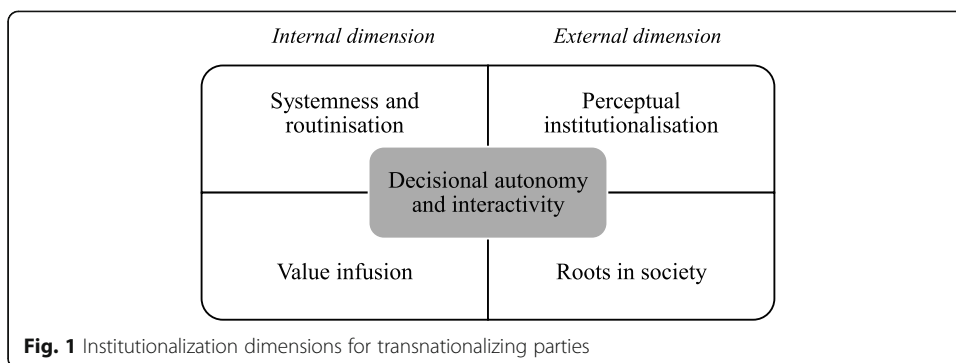 Internal dimension
External dimension
Systemness and
routinisation
Perceptual
institutionalisation
Decisional autonomy
and interactivity
Value infusion
Roots in society
Fig. 1 Institutionalization dimensions for transnationalizing parties